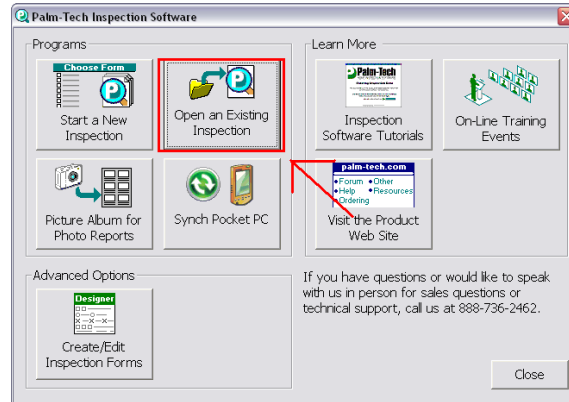 Palm-Tech Inspection Software
Programs
Choose Form
Start a New
Inspection
Open an Existing
Inspection
Picture Album for
Photo Reports
Synch Pocket PC
Learn More
Palm-Tech
Inspection
Software Tutorials
On-Line Training
Events
palm-tech.com
•Forum •Other
•Help •Resources
•Ordering
Visit the Product
Web Site
Advanced Options
Designer
Create/Edit
Inspection Forms
If you have questions or would like to speak
with us in person for sales questions or
technical support, call us at 888-736-2462.
Close